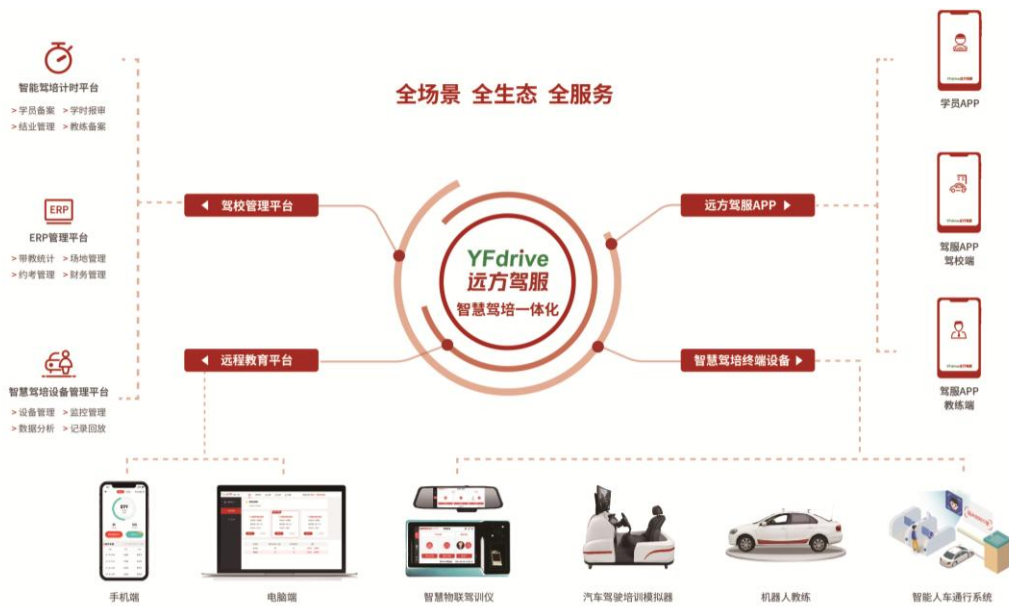 全场景 全生态 全服务
智能驾培计时平台
> 学员备案 > 学时报审
> 结业管理 > 教练备案
ERP
ERP管理平台
> 带教统计 > 场地管理
> 约考管理 > 财务管理
智慧驾培设备管理平台
> 设备管理 > 监控管理
> 数据分析 > 记录回放
驾校管理平台
远程教育平台
YFdrive
远方驾服
智慧驾培一体化
远方驾服APP
智慧驾培终端设备
学员APP
驾服APP
驾校端
驾服APP
教练端
手机端
电脑端
智慧物联驾训仪
汽车驾驶培训模拟器
机器人教练
智能人车通行系统